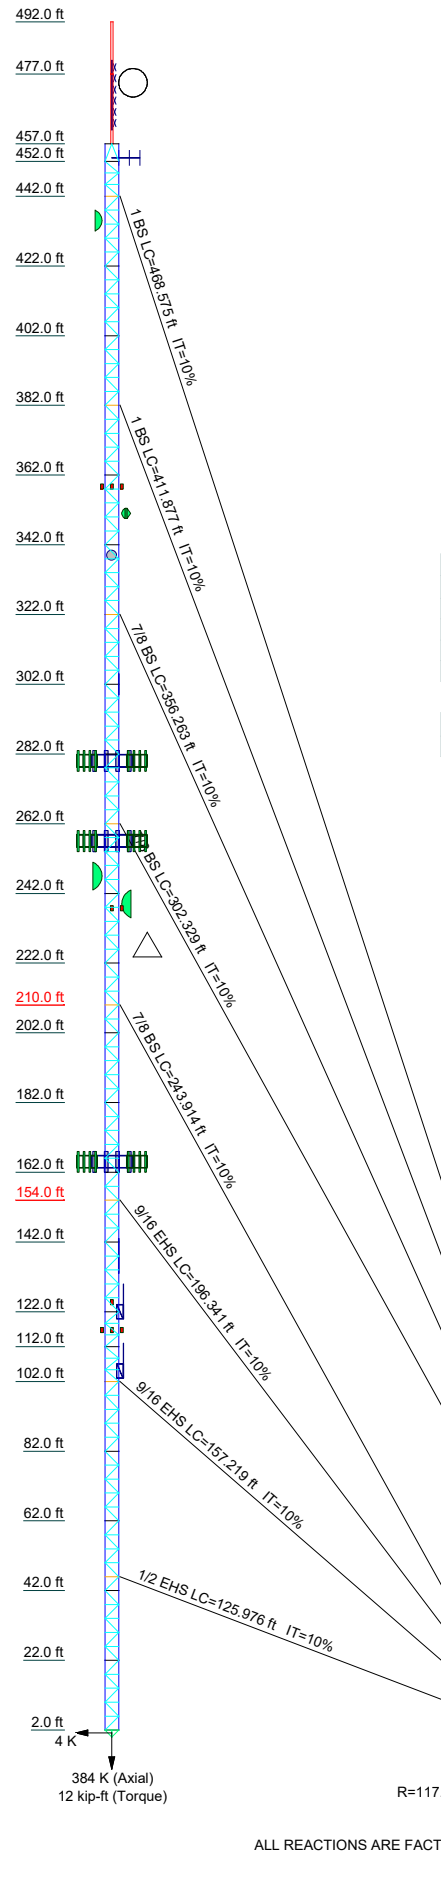 492.0 ft
477.0 ft
457.0 ft
452.0 ft
442.0 ft
1 BS LC=468.575 ft IT=10%
422.0 ft
402.0 ft
382.0 ft
1 BS LC=411.877 ft IT=10%
362.0 ft
342.0 ft
322.0 ft
7/8 BS LC=356.263 ft IT=10%
302.0 ft
282.0 ft
262.0 ft
BS LC=302.329 ft IT=10%
242.0 ft
222.0 ft
210.0 ft
7/8 BS LC=243.914 ft IT=10%
202.0 ft
182.0 ft
162.0 ft
154.0 ft
9/16 EHS LC=196.341 ft IT=10%
142.0 ft
122.0 ft
112.0 ft
102.0 ft
9/16 EHS LC=157.219 ft IT=10%
82.0 ft
62.0 ft
42.0 ft
1/2 EHS LC=125.976 ft IT=10%
22.0 ft
2.0 ft
4 K
384 K (Axial)
12 kip-ft (Torque)
R=117.
ALL REACTIONS ARE FACT